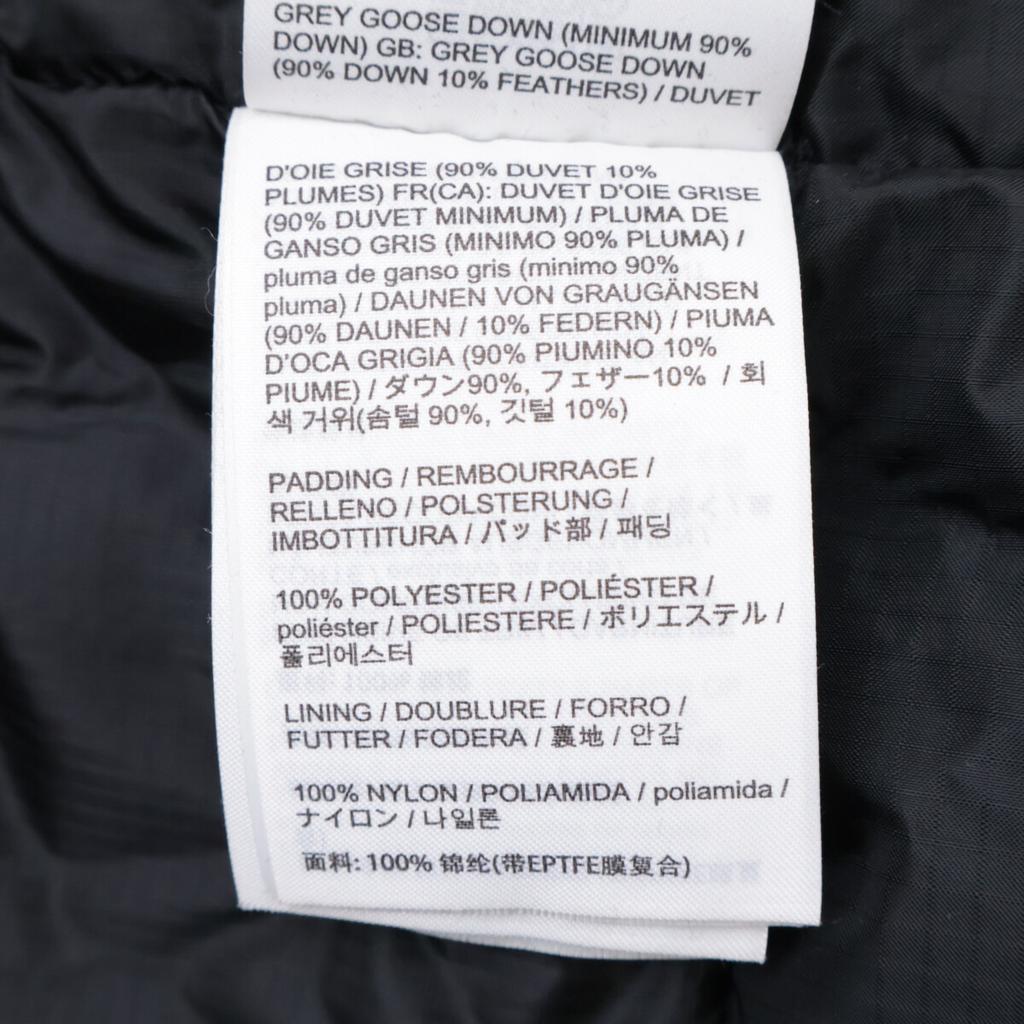 GREY GOOSE DOWN (MINIMUM 90%
DOWN) GB: GREY GOOSE DOWN
(90% DOWN 10% FEATHERS) / DUVET
D'OIE GRISE (90% DUVET 10%
PLUMES) FR(CA): DUVET D'OIE GRISE
(90% DUVET MINIMUM) / PLUMA DE
GANSO GRIS (MINIMO 90% PLUMA) /
pluma de ganso gris (minimo 90%
pluma) / DAUNEN VON GRAUGÄNSEN
(90% DAUNEN / 10% FEDERN) / PIUMA
D'OCA GRIGIA (90% PIUMINO 10%
PIUME) / ダウン90%, フェザー10% / 회
색 거위(솜털 90%, 깃털 10%)
PADDING / REMBOURRAGE /
RELLENO / POLSTERUNG /
IMBOTTITURA / パッド部 / 패딩
100% POLYESTER / POLIÉSTER /
poliéster / POLIESTERE / ポリエステル /
폴리에스터
LINING / DOUBLURE / FORRO /
FUTTER / FODERA / 裏地 / 안감
100% NYLON / POLIAMIDA / poliamida /
ナイロン / 나일론
面料: 100% 锦纶(带EPTFE膜复合)